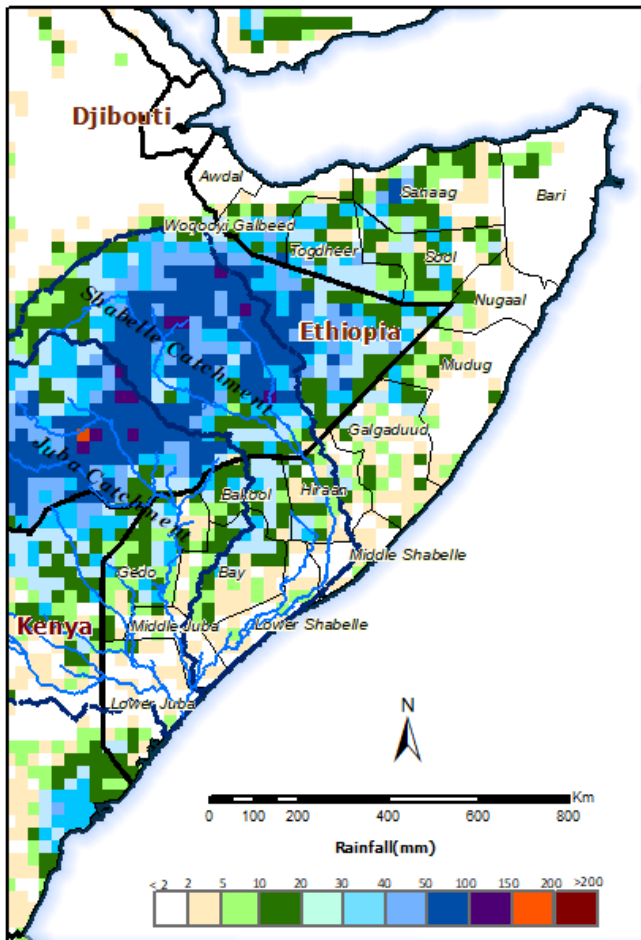 Djibouti
Awdal
Sanaag
Bari
Woqooyi Galbeed
Togdheer
Sool
Nugaal
Shabelle Catchment
Ethiopia
Mudug
Galgaduud
Juba Catchment
Bakool
Hiraan
Middle Shabelle
Gedo
Bay
Kenya
Middle Juba
Lower Shabelle
Lower Juba
N
Km
0 100 200 400 600 800
Rainfall(mm)
< 2 2 5 10 20 30 40 50 100 150 200 >200